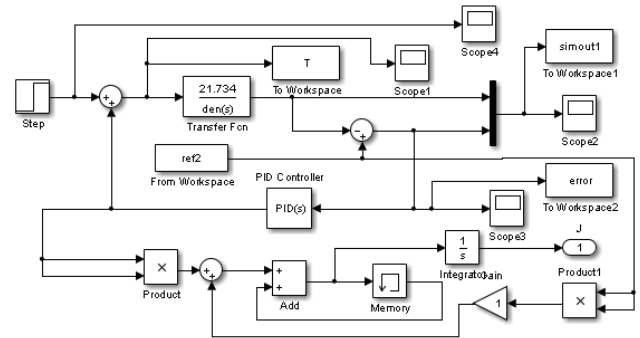 Scope4
simout1
To Workspace1
T
To Workspace
Scope1
Step
21.734
den(s)
Transfer Fcn
Scope2
ref2
From Workspace
PID Controller
PID(s)
error
To Workspace2
Scope3
J
1
1
s
Integrator
Product
Add
Memory
Gain
1
Product1